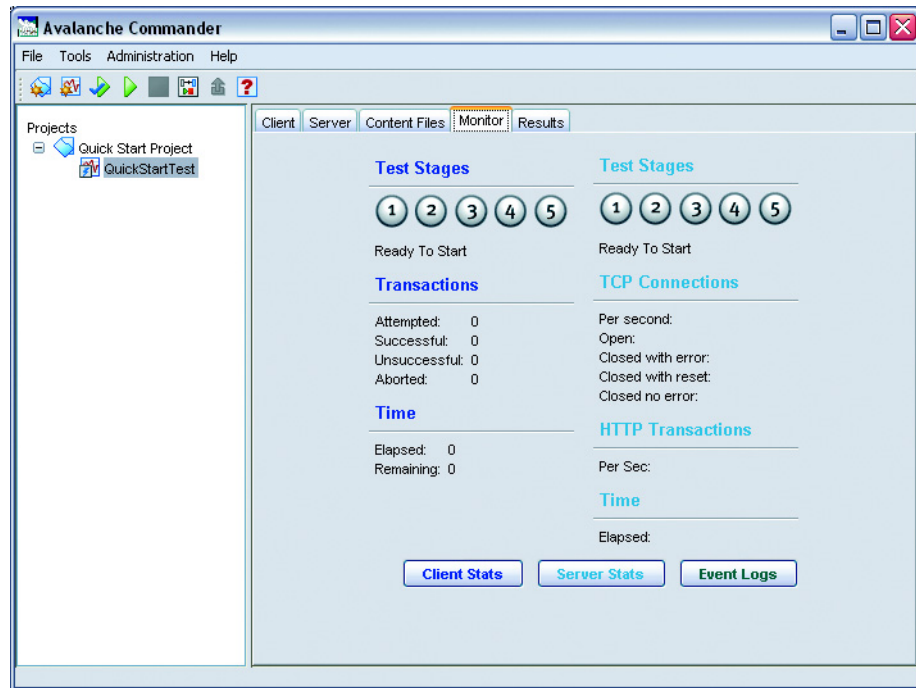 Avalanche Commander
File Tools Administration Help
Projects
Quick Start Project
QuickStartTest
Client Server Content Files Monitor Results
Test Stages
1 2 3 4 5
Ready To Start
Transactions
Attempted: 0
Successful: 0
Unsuccessful: 0
Aborted: 0
Time
Elapsed: 0
Remaining: 0
Test Stages
1 2 3 4 5
Ready To Start
TCP Connections
Per second:
Open:
Closed with error:
Closed with reset:
Closed no error:
HTTP Transactions
Per Sec:
Time
Elapsed:
Client Stats Server Stats Event Logs